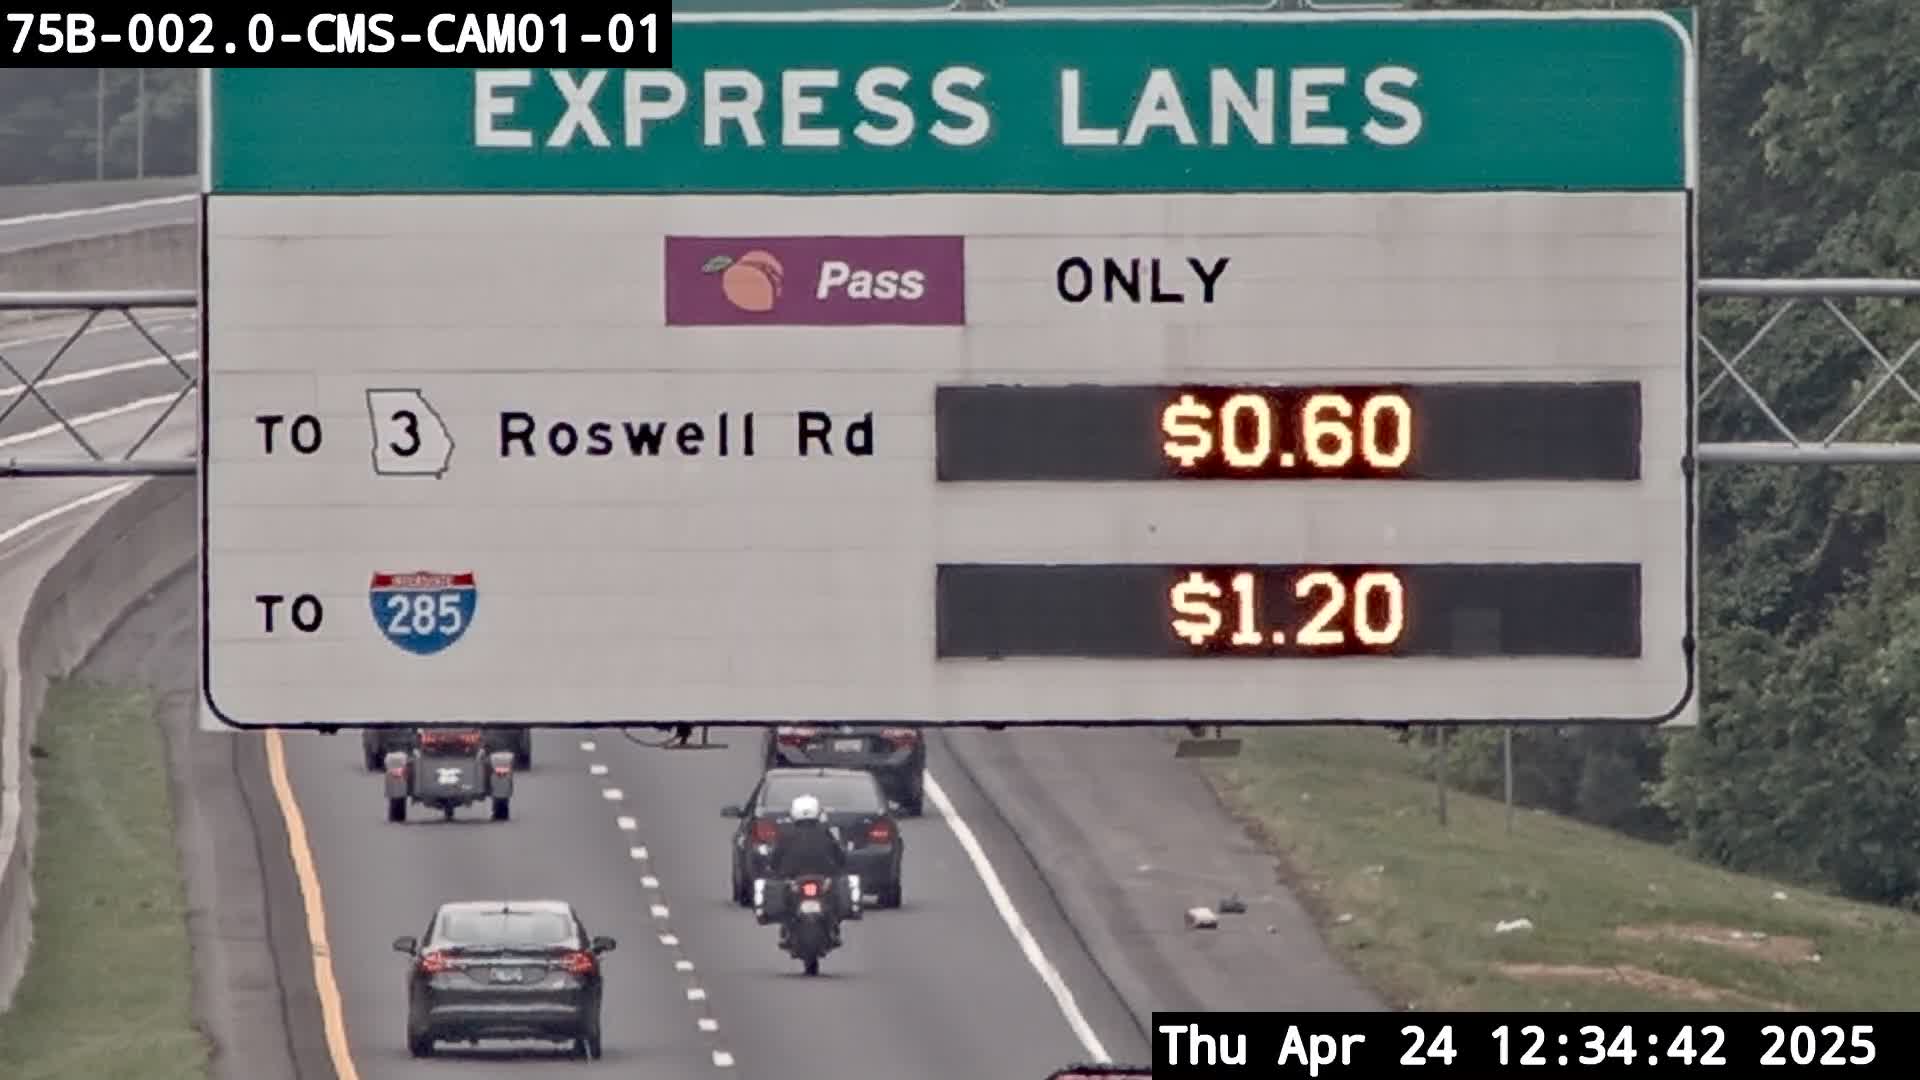 75B-002.0-CMS-CAM01-01
EXPRESS LANES
Pass ONLY
TO 3 Roswell Rd $0.60
TO INTERSTATE 285 $1.20
Thu Apr 24 12:34:42 2025